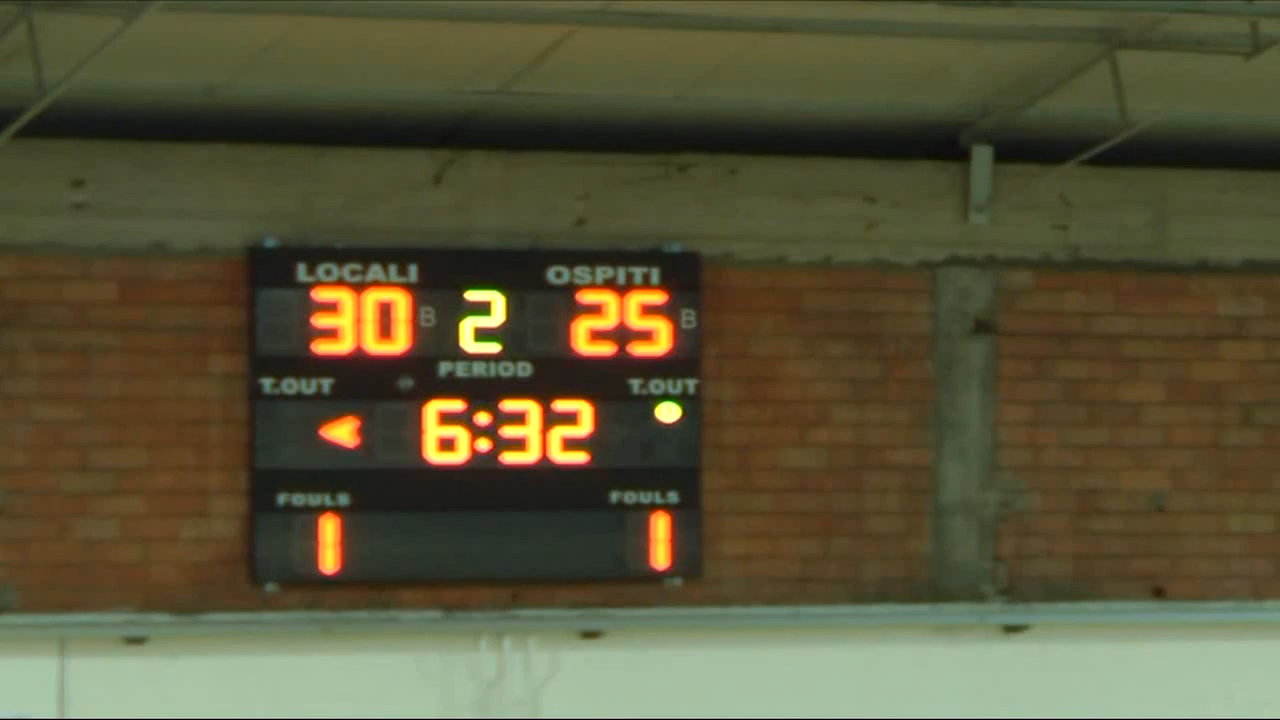 LOCALI OSPITI
30 B 2 25 B
PERIOD
T.OUT T.OUT
6:32
FOULS FOULS
1 1